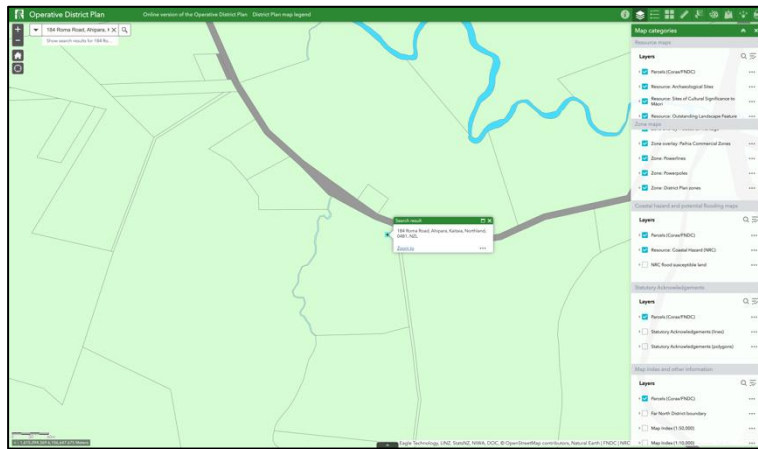 Operative District Plan
Online version of the Operative District Plan District Plan map legend
184 Roma Road, Ahipara, K
Show search results for 184 Ro...
Map categories
Resource maps
Layers
Parcels (Corax/FNDC)
Resource: Archaeological Sites
Resource: Sites of Cultural Significance to
Maori
Resource: Outstanding Landscape Feature
Zone maps
Zone overlay: Paihia Commercial Zones
Zone: Powerlines
Zone: Powerpoles
Zone: District Plan zones
Coastal hazard and potential flooding maps
Layers
Parcels (Corax/FNDC)
Resource: Coastal Hazard (NRC)
NRC flood susceptible land
Statutory Acknowledgements
Layers
Parcels (Corax/FNDC)
Statutory Acknowledgements (lines)
Statutory Acknowledgements (polygons)
Map index and other information
Layers
Parcels (Corax/FNDC)
Far North District boundary
Map Index (1:50,000)
Map Index (1:10,000)
Search result
184 Roma Road, Ahipara, Kaitaia, Northland,
0481, NZL
Zoom to
Eagle Technology, LINZ, StatsNZ, NIWA, DOC, © OpenStreetMap contributors, Natural Earth | FNDC | NRC